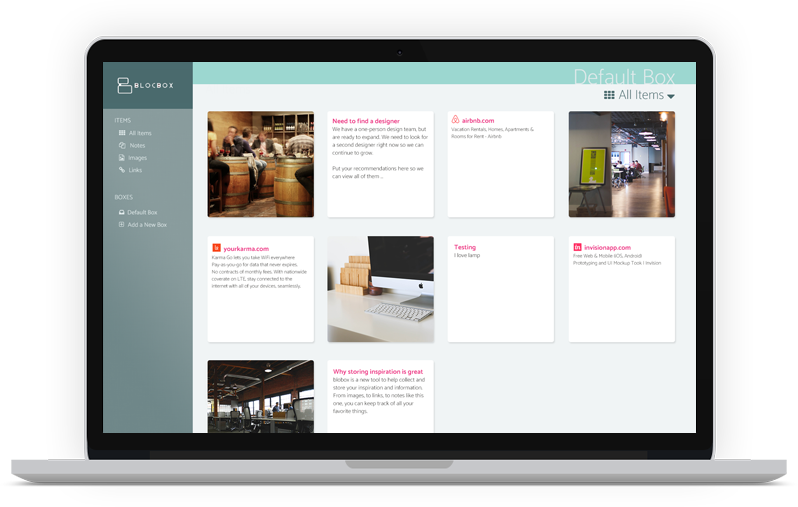 BLOCBOX
Default Box
All Items
ITEMS
All Items
Notes
Images
Links
BOXES
Default Box
Add a New Box
Need to find a designer
We have a one-person design team, but
are ready to expand. We need to look for
a second designer right now so we can
continue to grow.
Put your recommendations here so we
can view all of them ...
airbnb.com
Vacation Rentals, Homes, Apartments &
Rooms for Rent - Airbnb
yourkarma.com
Karma Go lets you take WiFi everywhere
Pay-as-you-go for data that never expires.
No contracts of monthly fees. With nationwide
coverate on LTE, stay connected to the
internet with all of your devices, seamlessly.
Testing
I love lamp
in
invisionapp.com
Free Web & Mobile (iOS, Android)
Prototyping and UI Mockup Took | Invision
Why storing inspiration is great
blobox is a new tool to help collect and
store your inspiration and information.
From images, to links, to notes like this
one, you can keep track of all your
favorite things.